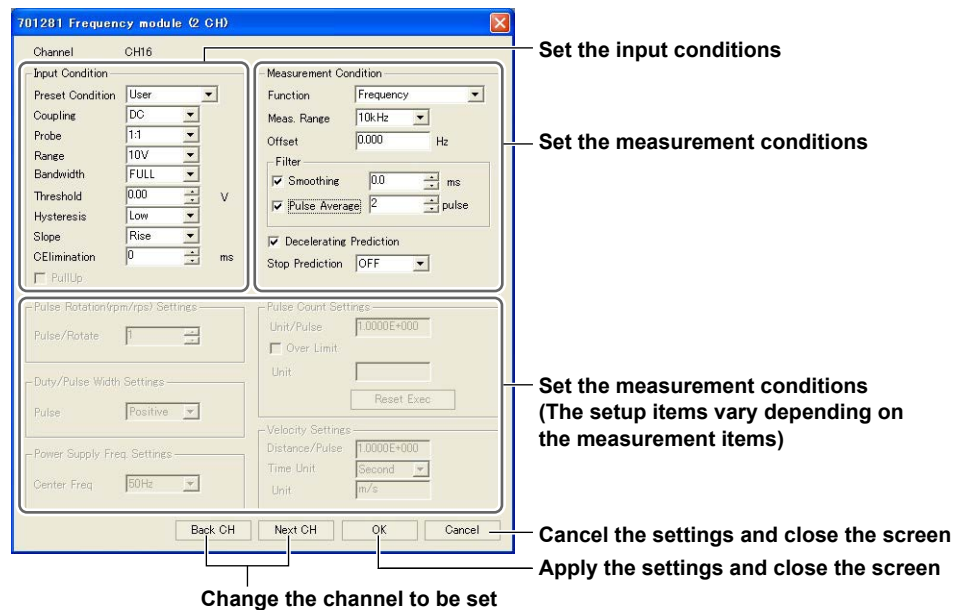 701281 Frequency module (2 CH)
Channel CH16
Set the input conditions
Input Condition
Preset Condition User
Coupling DC
Probe 1:1
Range 10V
Bandwidth FULL
Threshold 0.00 V
Hysteresis Low
Slope Rise
CElimination 0 ms
PullUp
Measurement Condition
Function Frequency
Meas. Range 10kHz
Offset 0.000 Hz
Filter
Smoothing 0.0 ms
Pulse Average 2 pulse
Decelerating Prediction
Stop Prediction OFF
Set the measurement conditions
Pulse Rotation(rpm/rps) Settings
Pulse/Rotate 1
Duty/Pulse Width Settings
Pulse Positive
Power Supply Freq. Settings
Center Freq 50Hz
Pulse Count Settings
Unit/Pulse 1.0000E+000
Over Limit
Unit
Reset Exec
Velocity Settings
Distance/Pulse 1.0000E+000
Time Unit Second
Unit m/s
Set the measurement conditions
(The setup items vary depending on
the measurement items)
Back CH Next CH OK Cancel
Cancel the settings and close the screen
Apply the settings and close the screen
Change the channel to be set